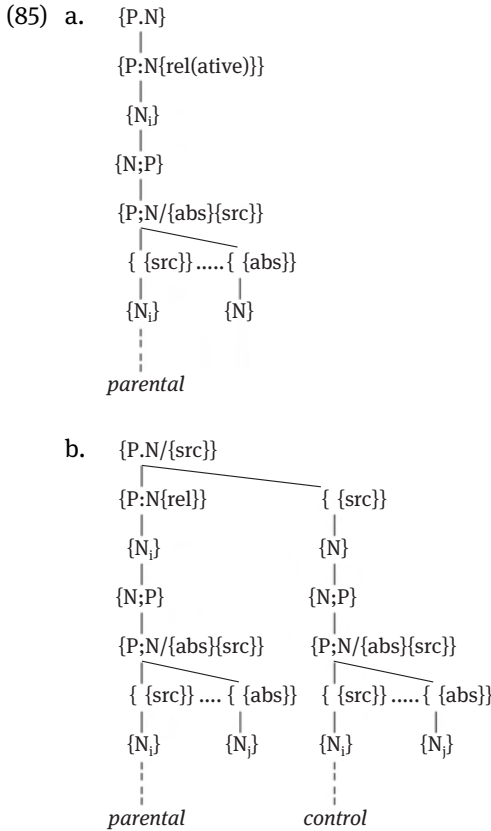 (85) a. {P.N}
{P:N{rel(ative)}}
{Nᵢ}
{N;P}
{P;N/{abs}{src}}
{ {src}}.....{ {abs}}
{Nᵢ} {N}
parental
b. {P.N/{src}}
{P:N{rel}} { {src}}
{Nᵢ} {N}
{N;P} {N;P}
{P;N/{abs}{src}} {P;N/{abs}{src}}
{ {src}} .... { {abs}} { {src}}.....{ {abs}}
{Nᵢ} {Nⱼ} {Nᵢ} {Nⱼ}
parental control